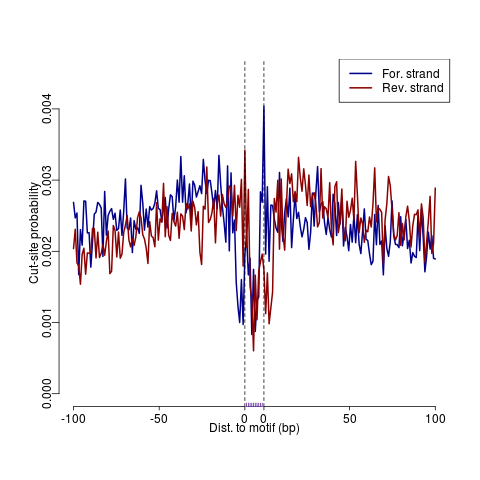 For. strand
Rev. strand
Cut-site probability
0.004
0.003
0.002
0.001
0.000
-100 -50 0 0 50 100
Dist. to motif (bp)